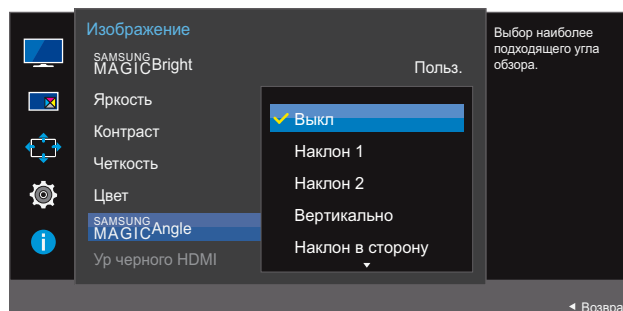 Изображение
SAMSUNG
MAGICBright
Польз.
Яркость
Контраст
Четкость
Цвет
SAMSUNG
MAGICAngle
Ур черного HDMI
Выкл
Наклон 1
Наклон 2
Вертикально
Наклон в сторону
Выбор наиболее
подходящего угла
обзора.
Возвра